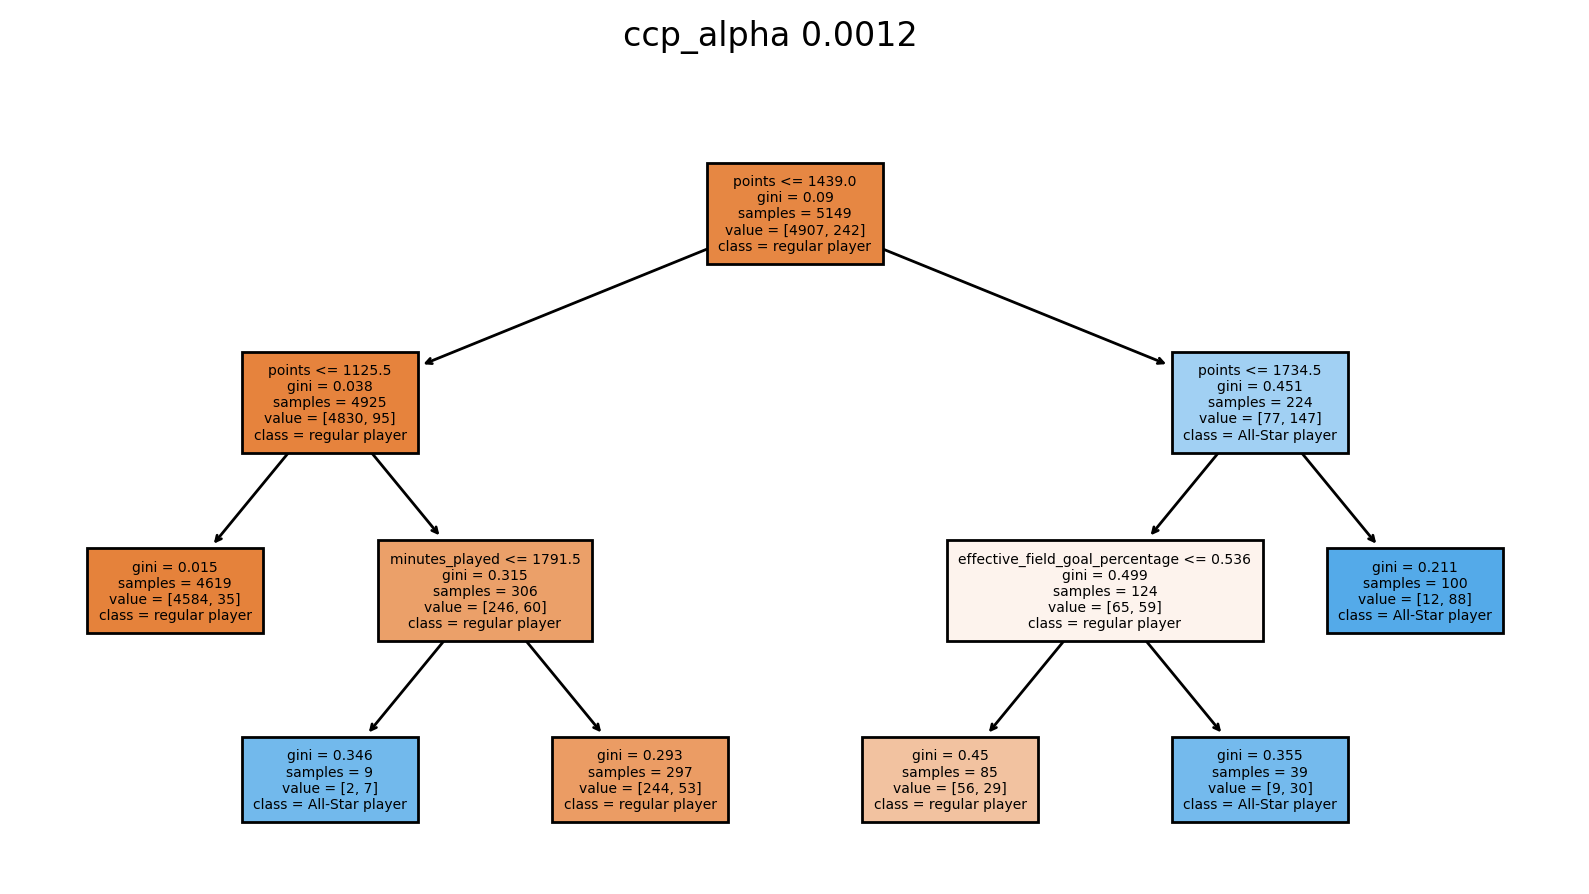 ccp_alpha 0.0012
points <= 1439.0
gini = 0.09
samples = 5149
value = [4907, 242]
class = regular player
points <= 1125.5
gini = 0.038
samples = 4925
value = [4830, 95]
class = regular player
points <= 1734.5
gini = 0.451
samples = 224
value = [77, 147]
class = All-Star player
gini = 0.015
samples = 4619
value = [4584, 35]
class = regular player
minutes_played <= 1791.5
gini = 0.315
samples = 306
value = [246, 60]
class = regular player
effective_field_goal_percentage <= 0.536
gini = 0.499
samples = 124
value = [65, 59]
class = regular player
gini = 0.211
samples = 100
value = [12, 88]
class = All-Star player
gini = 0.346
samples = 9
value = [2, 7]
class = All-Star player
gini = 0.293
samples = 297
value = [244, 53]
class = regular player
gini = 0.45
samples = 85
value = [56, 29]
class = regular player
gini = 0.355
samples = 39
value = [9, 30]
class = All-Star player